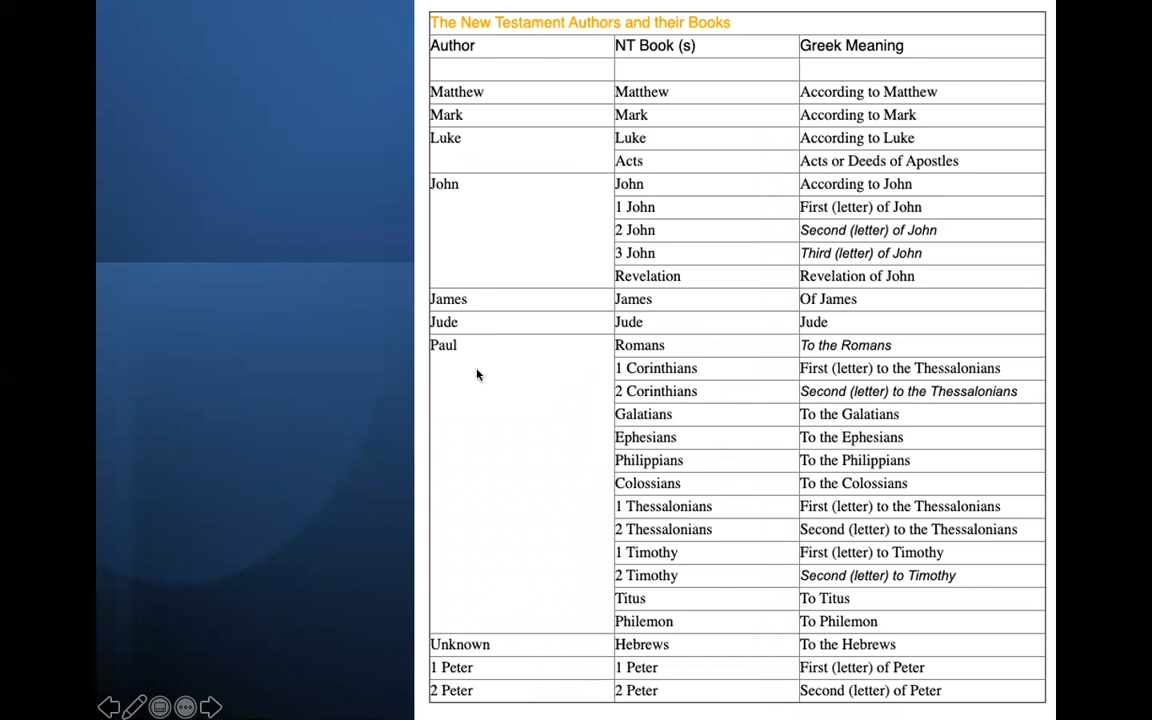 The New Testament Authors and their Books
Author NT Book (s) Greek Meaning
Matthew Matthew According to Matthew
Mark Mark According to Mark
Luke Luke According to Luke
Acts Acts or Deeds of Apostles
John John According to John
1 John First (letter) of John
2 John Second (letter) of John
3 John Third (letter) of John
Revelation Revelation of John
James James Of James
Jude Jude Jude
Paul Romans To the Romans
1 Corinthians First (letter) to the Thessalonians
2 Corinthians Second (letter) to the Thessalonians
Galatians To the Galatians
Ephesians To the Ephesians
Philippians To the Philippians
Colossians To the Colossians
1 Thessalonians First (letter) to the Thessalonians
2 Thessalonians Second (letter) to the Thessalonians
1 Timothy First (letter) to Timothy
2 Timothy Second (letter) to Timothy
Titus To Titus
Philemon To Philemon
Unknown Hebrews To the Hebrews
1 Peter 1 Peter First (letter) of Peter
2 Peter 2 Peter Second (letter) of Peter